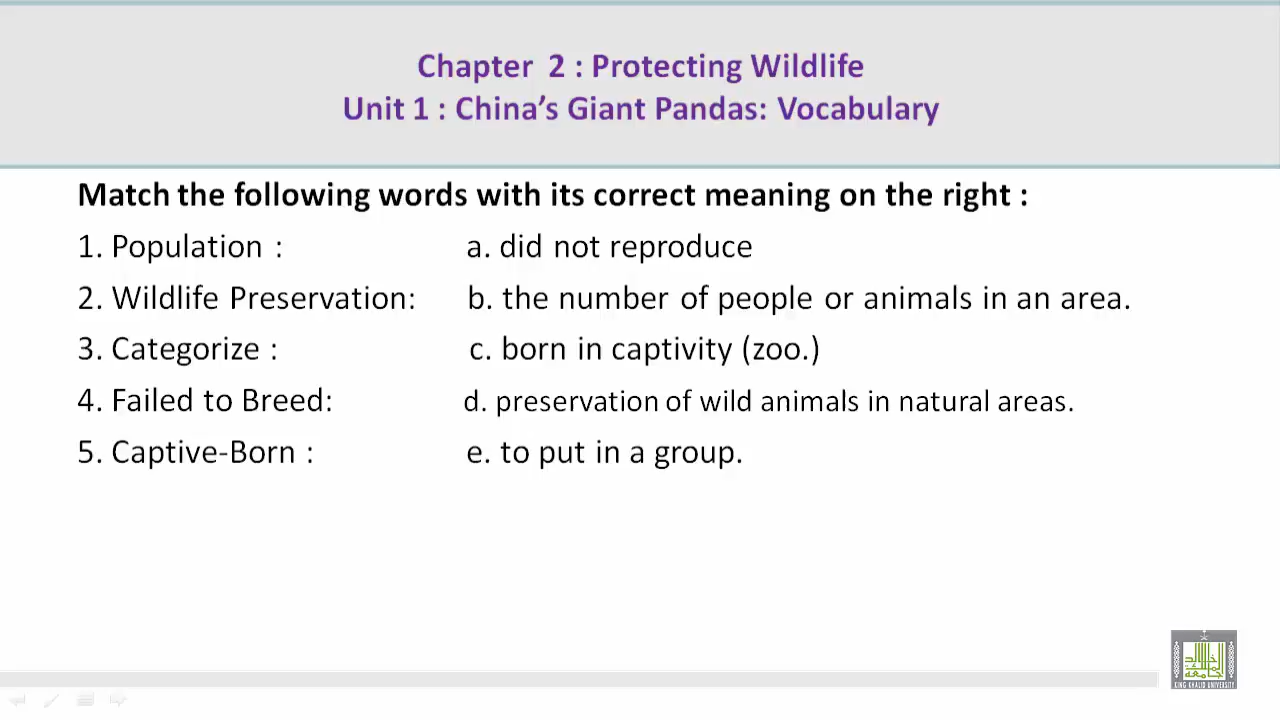 Chapter 2 : Protecting Wildlife
Unit 1 : China's Giant Pandas: Vocabulary
Match the following words with its correct meaning on the right :
1. Population : a. did not reproduce
2. Wildlife Preservation: b. the number of people or animals in an area.
3. Categorize : c. born in captivity (zoo.)
4. Failed to Breed: d. preservation of wild animals in natural areas.
5. Captive-Born : e. to put in a group.
KING KHALID UNIVERSITY